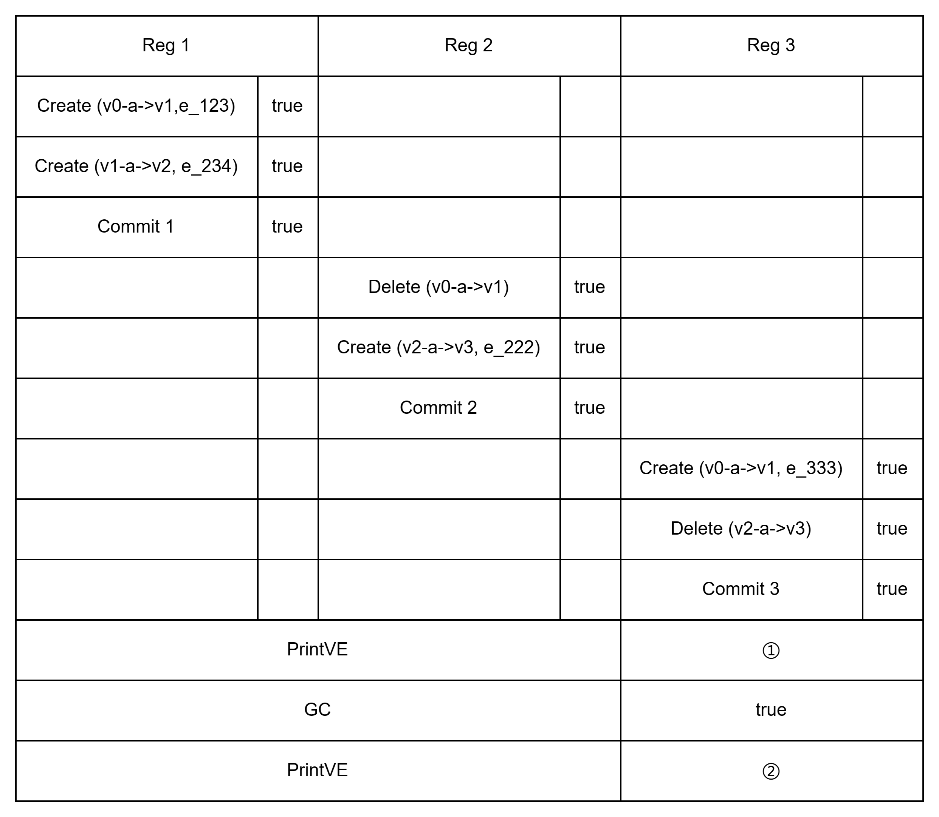 Reg 1
Reg 2
Reg 3
Create (v0-a->v1,e_123)
true
Create (v1-a->v2, e_234)
true
Commit 1
true
Delete (v0-a->v1)
true
Create (v2-a->v3, e_222)
true
Commit 2
true
Create (v0-a->v1, e_333)
true
Delete (v2-a->v3)
true
Commit 3
true
PrintVE
①
GC
true
PrintVE
②